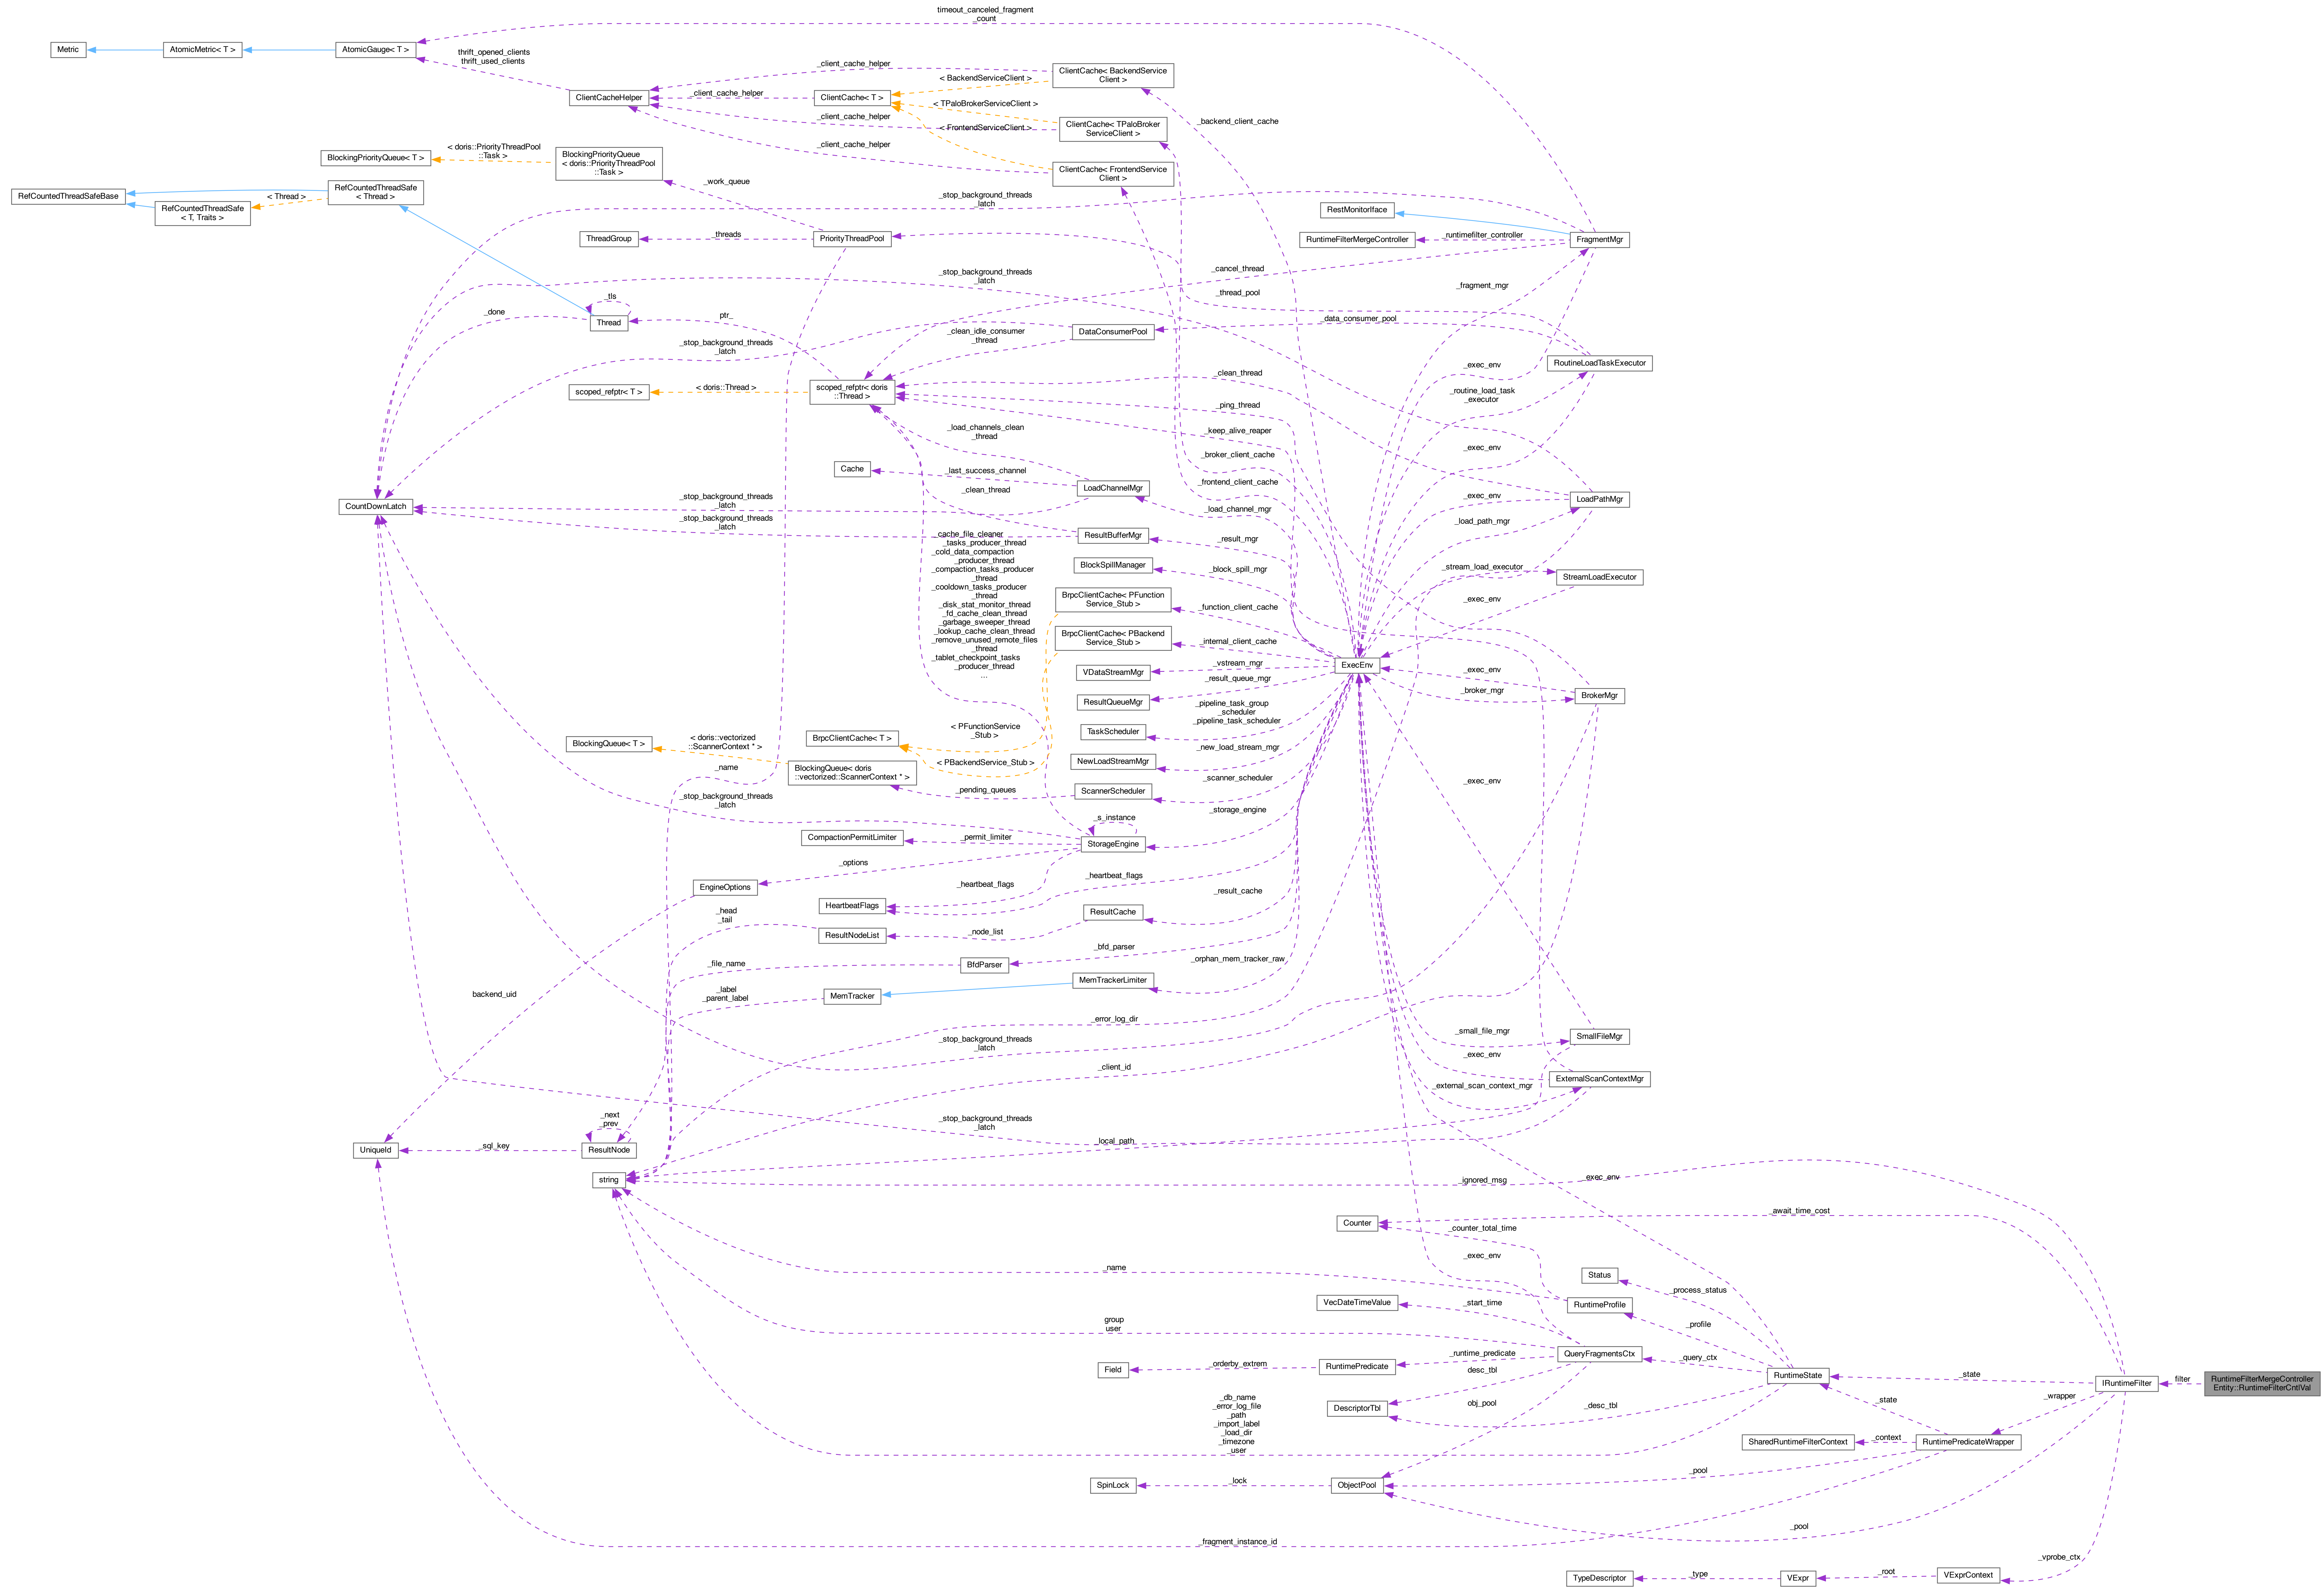 timeout_canceled_fragment
_count
Metric
AtomicMetric< T >
AtomicGauge< T >
thrift_opened_clients
thrift_used_clients
_client_cache_helper
ClientCache< BackendService
Client >
< BackendServiceClient >
ClientCacheHelper
_client_cache_helper
ClientCache< T >
< TPaloBrokerServiceClient >
_client_cache_helper
ClientCache< TPaloBroker
ServiceClient >
< FrontendServiceClient >
_backend_client_cache
_client_cache_helper
ClientCache< FrontendService
Client >
BlockingPriorityQueue< T >
< doris::PriorityThreadPool
::Task >
BlockingPriorityQueue
< doris::PriorityThreadPool
::Task >
RefCountedThreadSafeBase
RefCountedThreadSafe
< T, Traits >
< Thread >
RefCountedThreadSafe
< Thread >
_work_queue
_stop_background_threads
_latch
RestMonitorIface
ThreadGroup
_threads
PriorityThreadPool
RuntimeFilterMergeController
_runtimefilter_controller
FragmentMgr
_stop_background_threads
_latch
_cancel_thread
_thread_pool
_fragment_mgr
_tls
_done
Thread
ptr_
_data_consumer_pool
DataConsumerPool
_clean_idle_consumer
_thread
_stop_background_threads
_latch
_exec_env
RoutineLoadTaskExecutor
scoped_refptr< T >
< doris::Thread >
scoped_refptr< doris
::Thread >
_clean_thread
_routine_load_task
_executor
_ping_thread
_keep_alive_reaper
_load_channels_clean
_thread
_exec_env
_broker_client_cache
Cache
_last_success_channel
_frontend_client_cache
_clean_thread
LoadChannelMgr
_exec_env
LoadPathMgr
CountDownLatch
_stop_background_threads
_latch
_load_channel_mgr
_stop_background_threads
_latch
_load_path_mgr
ResultBufferMgr
_result_mgr
_cache_file_cleaner
_tasks_producer_thread
_cold_data_compaction
_producer_thread
_compaction_tasks_producer
_thread
_cooldown_tasks_producer
_thread
_disk_stat_monitor_thread
_fd_cache_clean_thread
_garbage_sweeper_thread
_lookup_cache_clean_thread
_remove_unused_remote_files
_thread
_tablet_checkpoint_tasks
_producer_thread
...
BlockSpillManager
_block_spill_mgr
_stream_load_executor
StreamLoadExecutor
BrpcClientCache< PFunction
Service_Stub >
_function_client_cache
_exec_env
BrpcClientCache< PBackend
Service_Stub >
_internal_client_cache
VDataStreamMgr
_vstream_mgr
ExecEnv
_exec_env
ResultQueueMgr
_result_queue_mgr
_broker_mgr
BrokerMgr
TaskScheduler
_pipeline_task_group
_scheduler
_pipeline_task_scheduler
< PFunctionService
_Stub >
BrpcClientCache< T >
BlockingQueue< T >
< doris::vectorized
::ScannerContext * >
< PBackendService_Stub >
NewLoadStreamMgr
_new_load_stream_mgr
BlockingQueue< doris
::vectorized::ScannerContext * >
_name
_pending_queues
ScannerScheduler
_scanner_scheduler
_exec_env
_stop_background_threads
_latch
_storage_engine
_s_instance
CompactionPermitLimiter
_permit_limiter
StorageEngine
_options
EngineOptions
_heartbeat_flags
_heartbeat_flags
HeartbeatFlags
_result_cache
ResultCache
_head
_tail
ResultNodeList
_node_list
_bfd_parser
_file_name
BfdParser
_orphan_mem_tracker_raw
MemTrackerLimiter
backend_uid
_label
_parent_label
MemTracker
_error_log_dir
_stop_background_threads
_latch
_small_file_mgr
SmallFileMgr
_exec_env
_client_id
ExternalScanContextMgr
_external_scan_context_mgr
_next
_prev
_stop_background_threads
_latch
_local_path
UniqueId
_sql_key
ResultNode
string
_ignored_msg
_exec_env
_await_time_cost
Counter
_counter_total_time
_exec_env
_name
Status
_process_status
VecDateTimeValue
_start_time
RuntimeProfile
_profile
group
user
_runtime_predicate
QueryFragmentsCtx
_query_ctx
Field
_orderby_extrem
RuntimePredicate
desc_tbl
RuntimeState
_state
IRuntimeFilter
filter
RuntimeFilterMergeController
Entity::RuntimeFilterCntlVal
_db_name
_error_log_file
_path
_import_label
_load_dir
_timezone
_user
obj_pool
DescriptorTbl
_desc_tbl
_state
_wrapper
SharedRuntimeFilterContext
_context
RuntimePredicateWrapper
_pool
SpinLock
_lock
ObjectPool
_pool
_fragment_instance_id
_vprobe_ctx
TypeDescriptor
_type
VExpr
_root
VExprContext